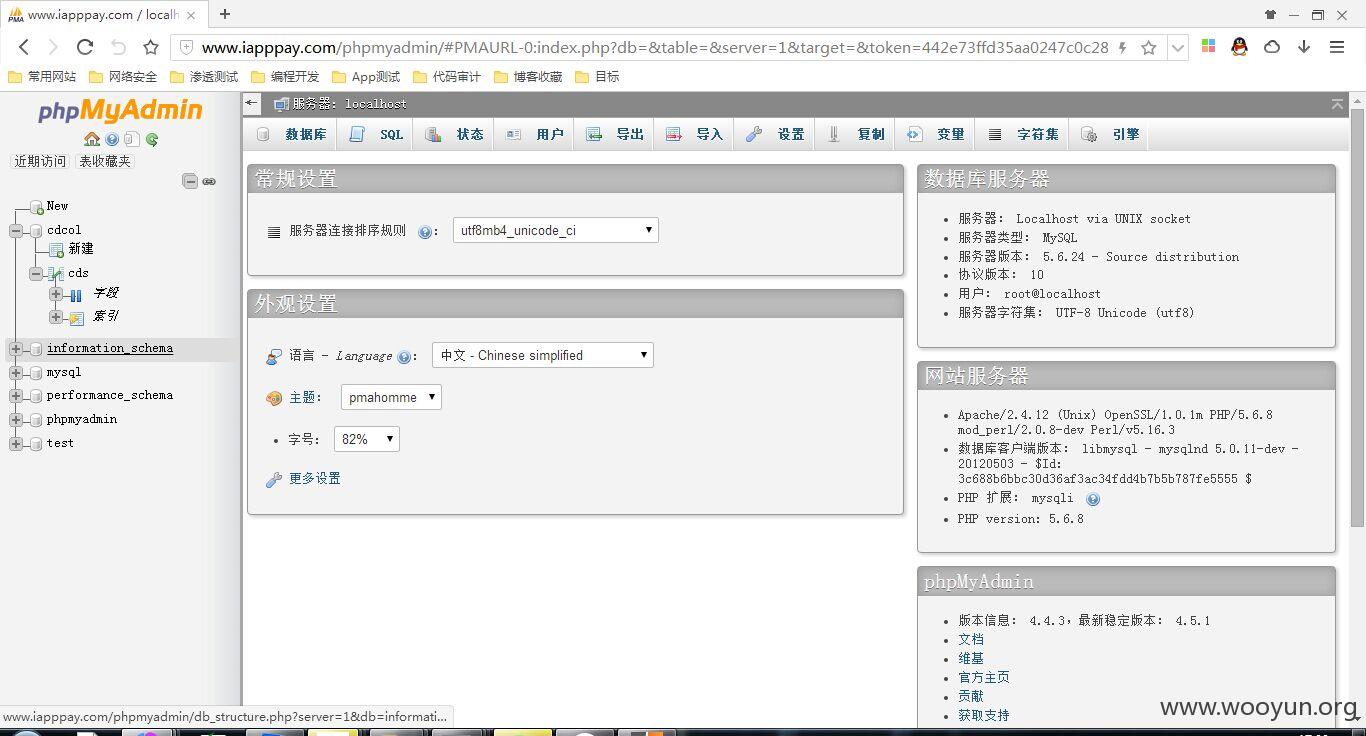 www.iapppay.com / localh
www.iapppay.com/phpmyadmin/#PMAURL-0:index.php?db=&table=&server=1&target=&token=442e73ffd35aa0247c0c28
常用网站 网络安全 渗透测试 编程开发 App测试 代码审计 博客收藏 目标
phpMyAdmin
近期访问 表收藏夹
New
cdcol
新建
cds
字段
索引
information_schema
mysql
performance_schema
phpmyadmin
test
服务器: localhost
数据库 SQL 状态 用户 导出 导入 设置 复制 变量 字符集 引擎
常规设置
服务器连接排序规则 : utf8mb4_unicode_ci
外观设置
语言 - Language : 中文 - Chinese simplified
主题: pmahomme
字号: 82%
更多设置
数据库服务器
服务器: Localhost via UNIX socket
服务器类型: MySQL
服务器版本: 5.6.24 - Source distribution
协议版本: 10
用户: root@localhost
服务器字符集: UTF-8 Unicode (utf8)
网站服务器
Apache/2.4.12 (Unix) OpenSSL/1.0.1m PHP/5.6.8
mod_perl/2.0.8-dev Perl/v5.16.3
数据库客户端版本: libmysql - mysqlnd 5.0.11-dev -
20120503 - $Id:
3c688b6bbc30d36af3ac34fdd4b7b5b787fe5555 $
PHP 扩展: mysqli
PHP version: 5.6.8
phpMyAdmin
版本信息: 4.4.3，最新稳定版本: 4.5.1
文档
维基
官方主页
贡献
获取支持
www.iapppay.com/phpmyadmin/db_structure.php?server=1&db=informati...
www.wooyun.org